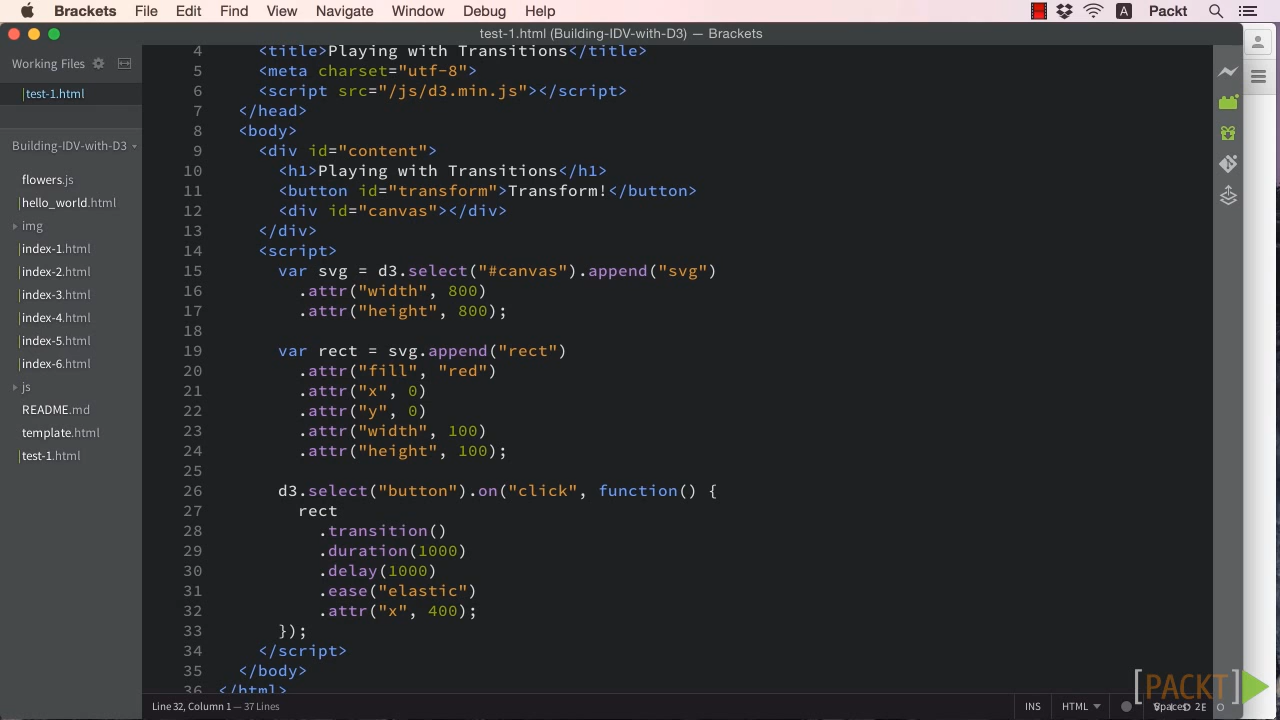 Brackets File Edit Find View Navigate Window Debug Help A Packt
test-1.html (Building-IDV-with-D3) — Brackets
Working Files
test-1.html
Building-IDV-with-D3
flowers.js
hello_world.html
img
index-1.html
index-2.html
index-3.html
index-4.html
index-5.html
index-6.html
js
README.md
template.html
test-1.html
4 <title>Playing with Transitions</title>
5 <meta charset="utf-8">
6 <script src="/js/d3.min.js"></script>
7 </head>
8 <body>
9 <div id="content">
10 <h1>Playing with Transitions</h1>
11 <button id="transform">Transform!</button>
12 <div id="canvas"></div>
13 </div>
14 <script>
15 var svg = d3.select("#canvas").append("svg")
16 .attr("width", 800)
17 .attr("height", 800);
18
19 var rect = svg.append("rect")
20 .attr("fill", "red")
21 .attr("x", 0)
22 .attr("y", 0)
23 .attr("width", 100)
24 .attr("height", 100);
25
26 d3.select("button").on("click", function() {
27 rect
28 .transition()
29 .duration(1000)
30 .delay(1000)
31 .ease("elastic")
32 .attr("x", 400);
33 });
34 </script>
35 </body>
36 </html>
Line 32, Column 1 — 37 Lines
INS HTML Spaces: 2
[PACKT]
VIDEO